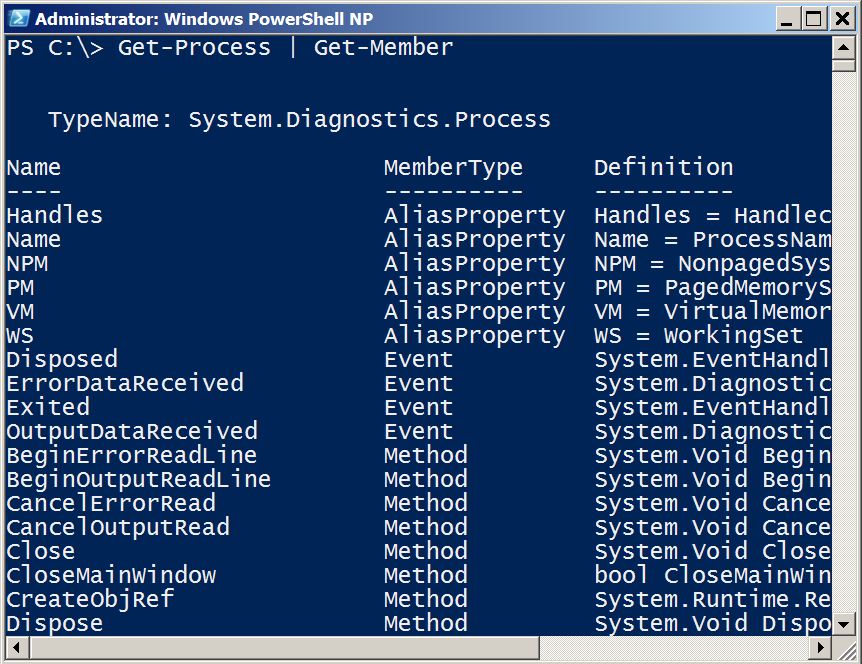 Administrator: Windows PowerShell NP
PS C:\> Get-Process | Get-Member
TypeName: System.Diagnostics.Process
Name MemberType Definition
---- ---------- ----------
Handles AliasProperty Handles = Handlec
Name AliasProperty Name = ProcessNam
NPM AliasProperty NPM = NonpagedSys
PM AliasProperty PM = PagedMemoryS
VM AliasProperty VM = VirtualMemor
WS AliasProperty WS = WorkingSet
Disposed Event System.EventHandl
ErrorDataReceived Event System.Diagnostic
Exited Event System.EventHandl
OutputDataReceived Event System.Diagnostic
BeginErrorReadLine Method System.Void Begin
BeginOutputReadLine Method System.Void Begin
CancelErrorRead Method System.Void Cance
CancelOutputRead Method System.Void Cance
Close Method System.Void Close
CloseMainWindow Method bool CloseMainWin
CreateObjRef Method System.Runtime.Re
Dispose Method System.Void Dispo